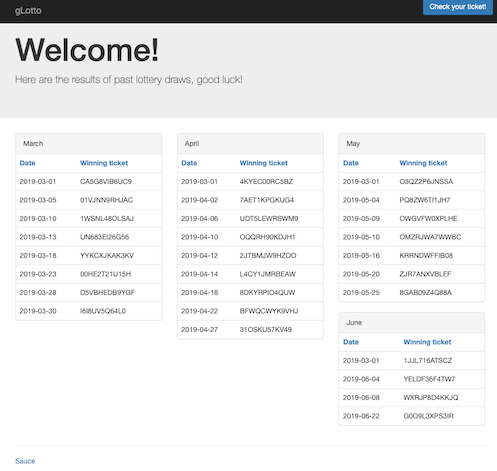 gLotto
Check your ticket!
Welcome!
Here are the results of past lottery draws, good luck!
March
Date Winning ticket
2019-03-01 CA5G8VIB6UC9
2019-03-05 01VJNN9RHJAC
2019-03-10 1WSNL48OLSAJ
2019-03-13 UN683EI26G56
2019-03-18 YYKCXJKAK3KV
2019-03-23 00HE2T21U15H
2019-03-28 D5VBHEDB9YGF
2019-03-30 I6I8UV5Q64L0
April
Date Winning ticket
2019-03-01 4KYEC00RC5BZ
2019-04-02 7AET1KPGKUG4
2019-04-06 UDT5LEWRSWM9
2019-04-10 OQQRH90KDJH1
2019-04-12 2JTBMJW9HZOO
2019-04-14 L4CY1JMRBEAW
2019-04-18 8DKYRPIO4QUW
2019-04-22 BFWQCWYK9VHJ
2019-04-27 31OSKU57KV49
May
Date Winning ticket
2019-03-01 O3QZ2P6JNSSA
2019-05-04 PQ8ZW6TI1JH7
2019-05-09 OWGVFW0XPLHE
2019-05-10 OMZRJWA7WWBC
2019-05-16 KRRNDWFFIB08
2019-05-20 ZJR7ANXVBLEF
2019-05-25 8GAB09Z4Q88A
June
Date Winning ticket
2019-03-01 1JJL716ATSCZ
2019-06-04 YELDF36F4TW7
2019-06-08 WXRJP8D4KKJQ
2019-06-22 G0O9L3XPS3IR
Sauce